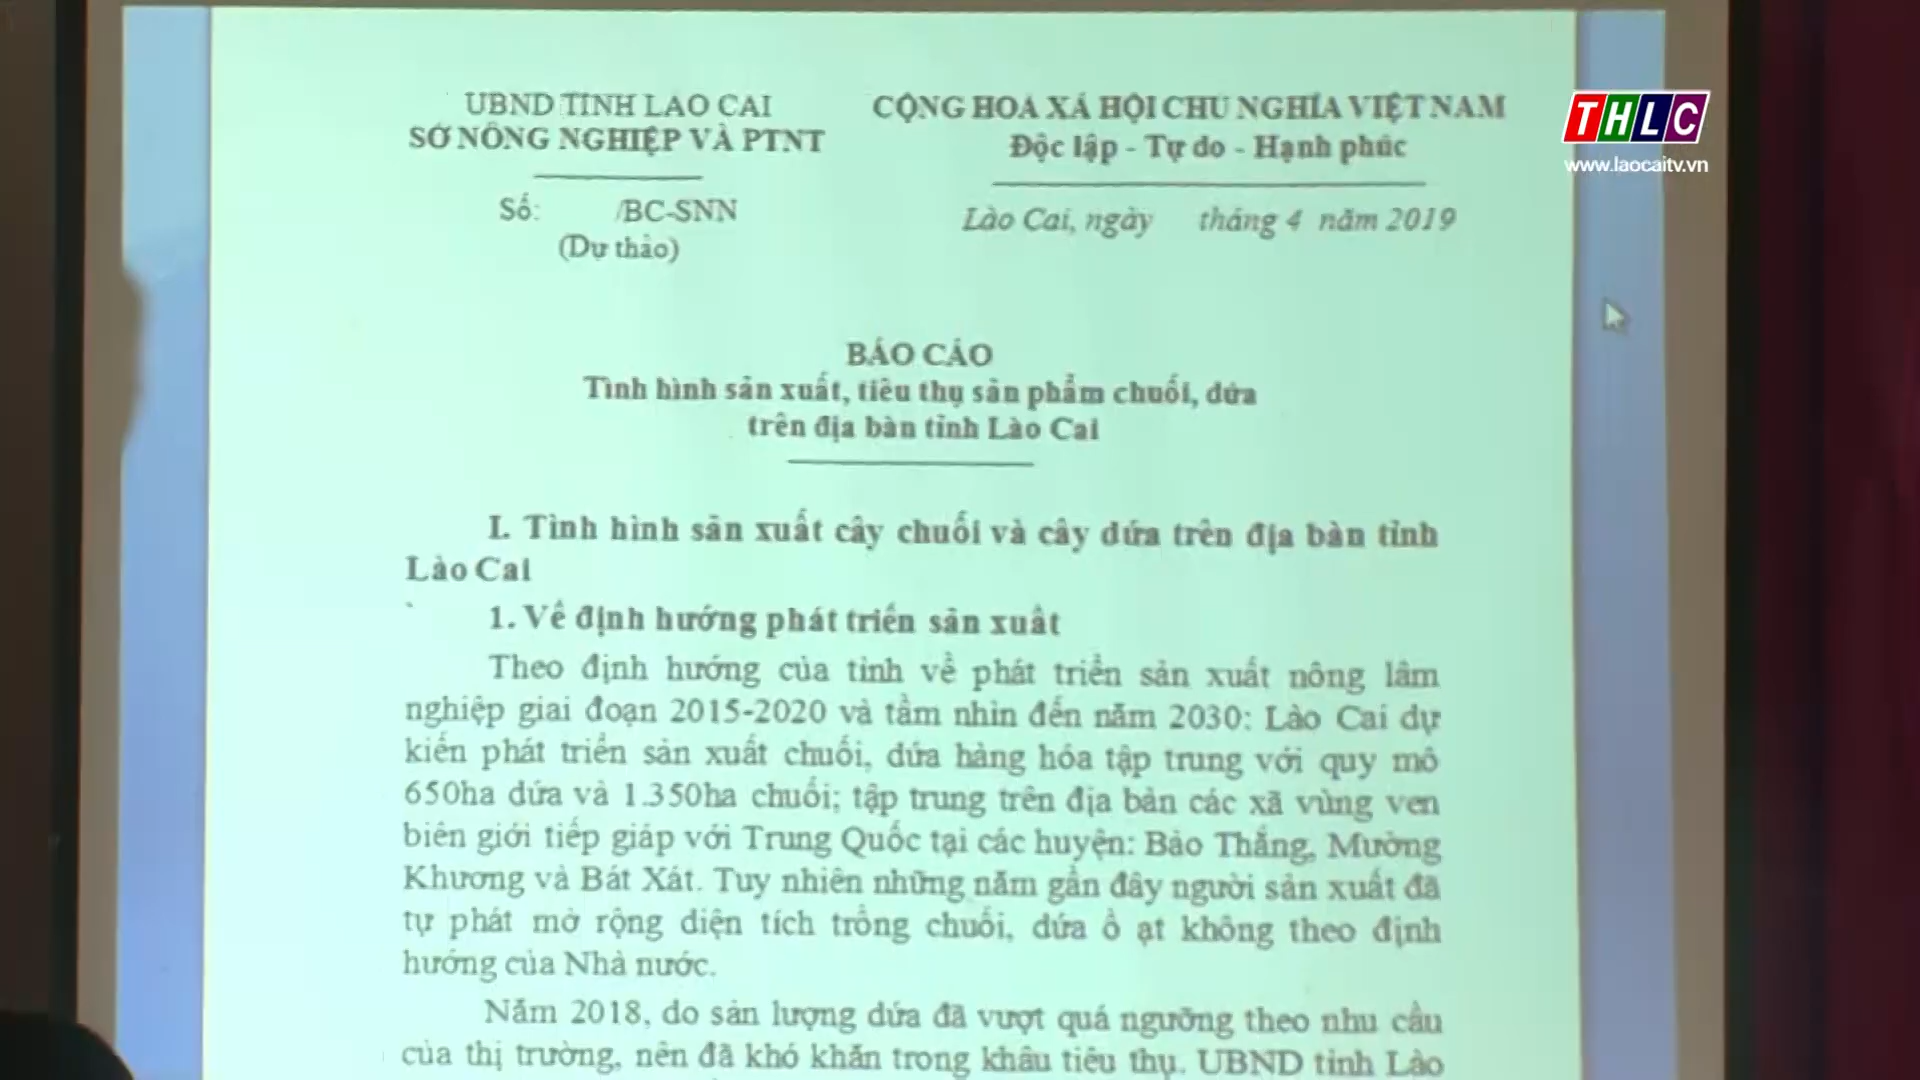 UBND TỈNH LÀO CAI
SỞ NÔNG NGHIỆP VÀ PTNT
CỘNG HOÀ XÃ HỘI CHỦ NGHĨA VIỆT NAM
Độc lập - Tự do - Hạnh phúc
THLC
www.laocaitv.vn
Số: /BC-SNN
(Dự thảo)
Lào Cai, ngày tháng 4 năm 2019
BÁO CÁO
Tình hình sản xuất, tiêu thụ sản phẩm chuối, dứa
trên địa bàn tỉnh Lào Cai
I. Tình hình sản xuất cây chuối và cây dứa trên địa bàn tỉnh
Lào Cai
1. Về định hướng phát triển sản xuất
Theo định hướng của tỉnh về phát triển sản xuất nông lâm
nghiệp giai đoạn 2015-2020 và tầm nhìn đến năm 2030: Lào Cai dự
kiến phát triển sản xuất chuối, dứa hàng hóa tập trung với quy mô
650ha dứa và 1.350ha chuối; tập trung trên địa bàn các xã vùng ven
biên giới tiếp giáp với Trung Quốc tại các huyện: Bảo Thắng, Mường
Khương và Bát Xát. Tuy nhiên những năm gần đây người sản xuất đã
tự phát mở rộng diện tích trồng chuối, dứa ồ ạt không theo định
hướng của Nhà nước.
Năm 2018, do sản lượng dứa đã vượt quá ngưỡng theo nhu cầu
của thị trường, nên đã khó khăn trong khâu tiêu thụ. UBND tỉnh Lào